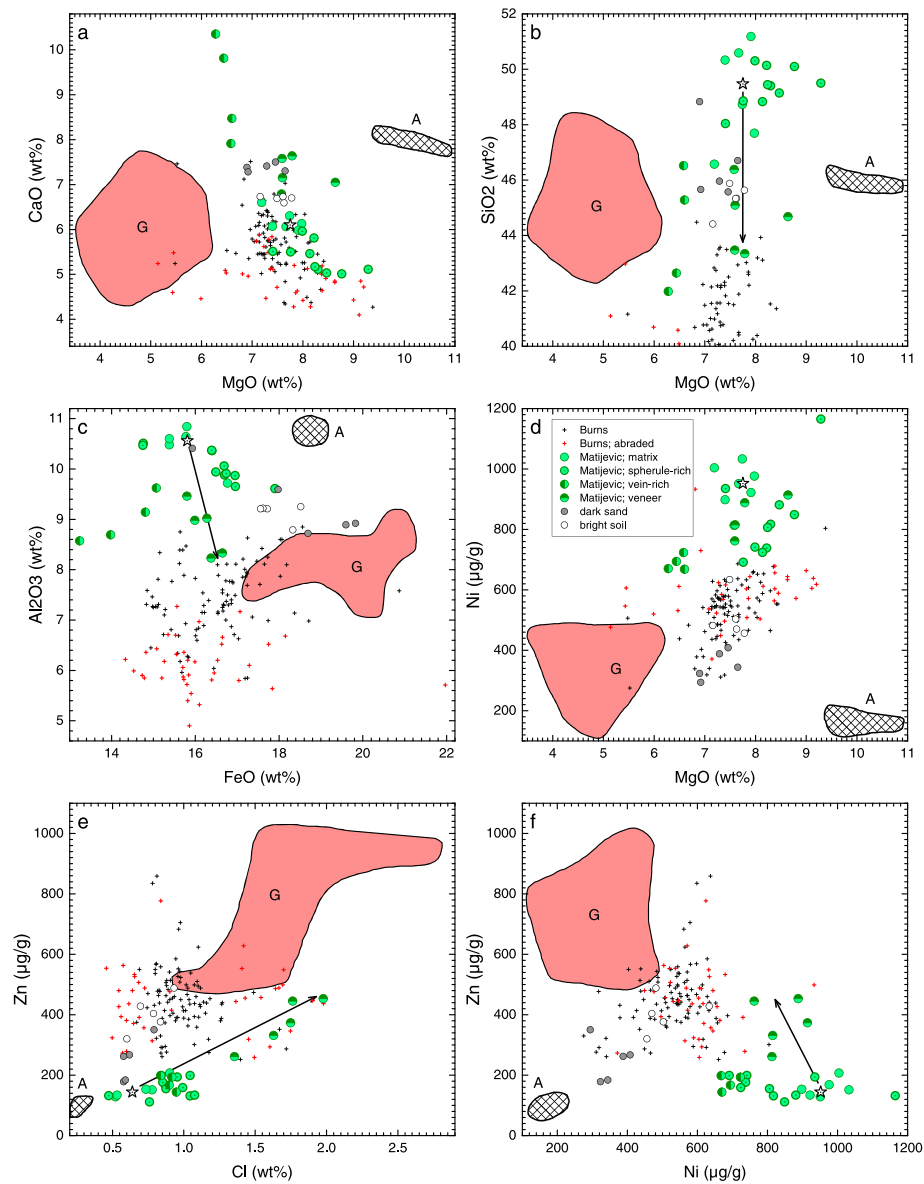 a
A
G
CaO (wt%)
10
9
8
7
6
5
4
4 5 6 7 8 9 10 11
MgO (wt%)
b
A
G
SiO2 (wt%)
52
50
48
46
44
42
40
4 5 6 7 8 9 10 11
MgO (wt%)
c
A
G
Al2O3 (wt%)
11
10
9
8
7
6
5
14 16 18 20 22
FeO (wt%)
d
Burns
Burns; abraded
Matijevic; matrix
Matijevic; spherule-rich
Matijevic; vein-rich
Matijevic; veneer
dark sand
bright soil
G
A
Ni (µg/g)
1200
1000
800
600
400
200
4 5 6 7 8 9 10 11
MgO (wt%)
e
G
A
Zn (µg/g)
1000
800
600
400
200
0
0.5 1.0 1.5 2.0 2.5
Cl (wt%)
f
G
A
Zn (µg/g)
1000
800
600
400
200
0
200 400 600 800 1000 1200
Ni (µg/g)